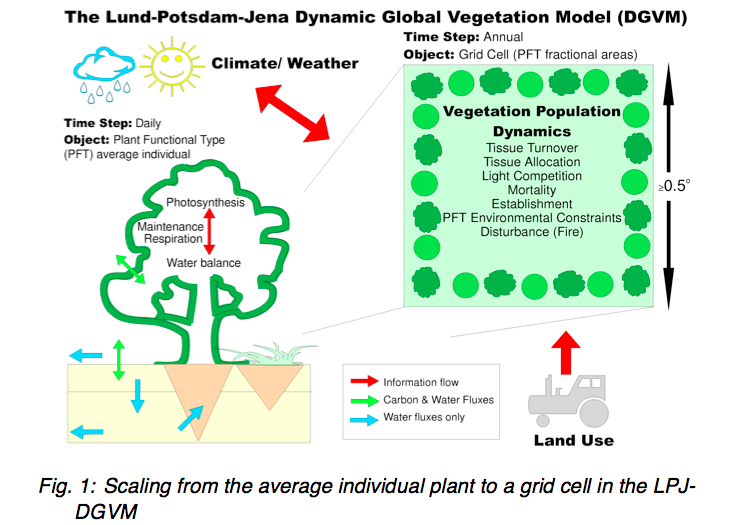 The Lund-Potsdam-Jena Dynamic Global Vegetation Model (DGVM)
Climate/ Weather
Time Step: Annual
Object: Grid Cell (PFT fractional areas)
Time Step: Daily
Object: Plant Functional Type
(PFT) average individual
Photosynthesis
Maintenance
Respiration
Water balance
Vegetation Population
Dynamics
Tissue Turnover
Tissue Allocation
Light Competition
Mortality
Establishment
PFT Environmental Constraints
Disturbance (Fire)
≥0.5°
Information flow
Carbon & Water Fluxes
Water fluxes only
Land Use
Fig. 1: Scaling from the average individual plant to a grid cell in the LPJ-
DGVM